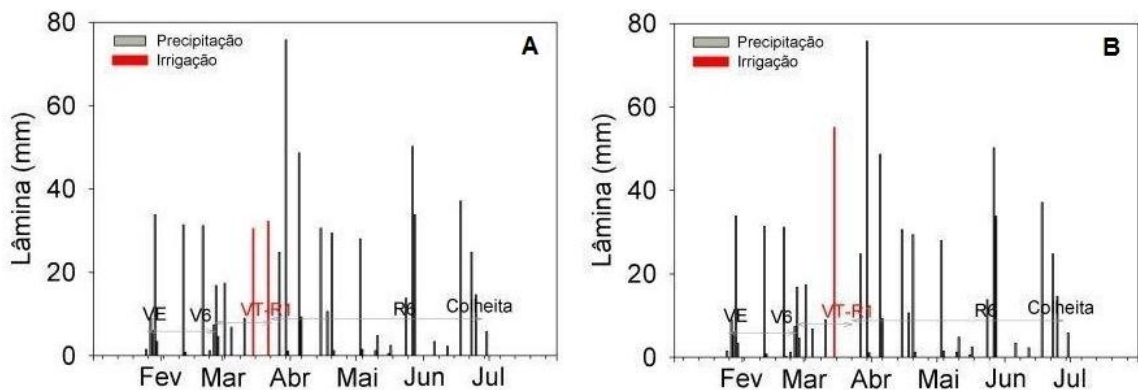 80
Precipitação
Irrigação
A
60
40
20
0
Lâmina (mm)
VE
V6
VT-R1
R6
Colheita
Fev Mar Abr Mai Jun Jul
80
Precipitação
Irrigação
B
60
40
20
0
Lâmina (mm)
VE
V6
VT-R1
R6
Colheita
Fev Mar Abr Mai Jun Jul